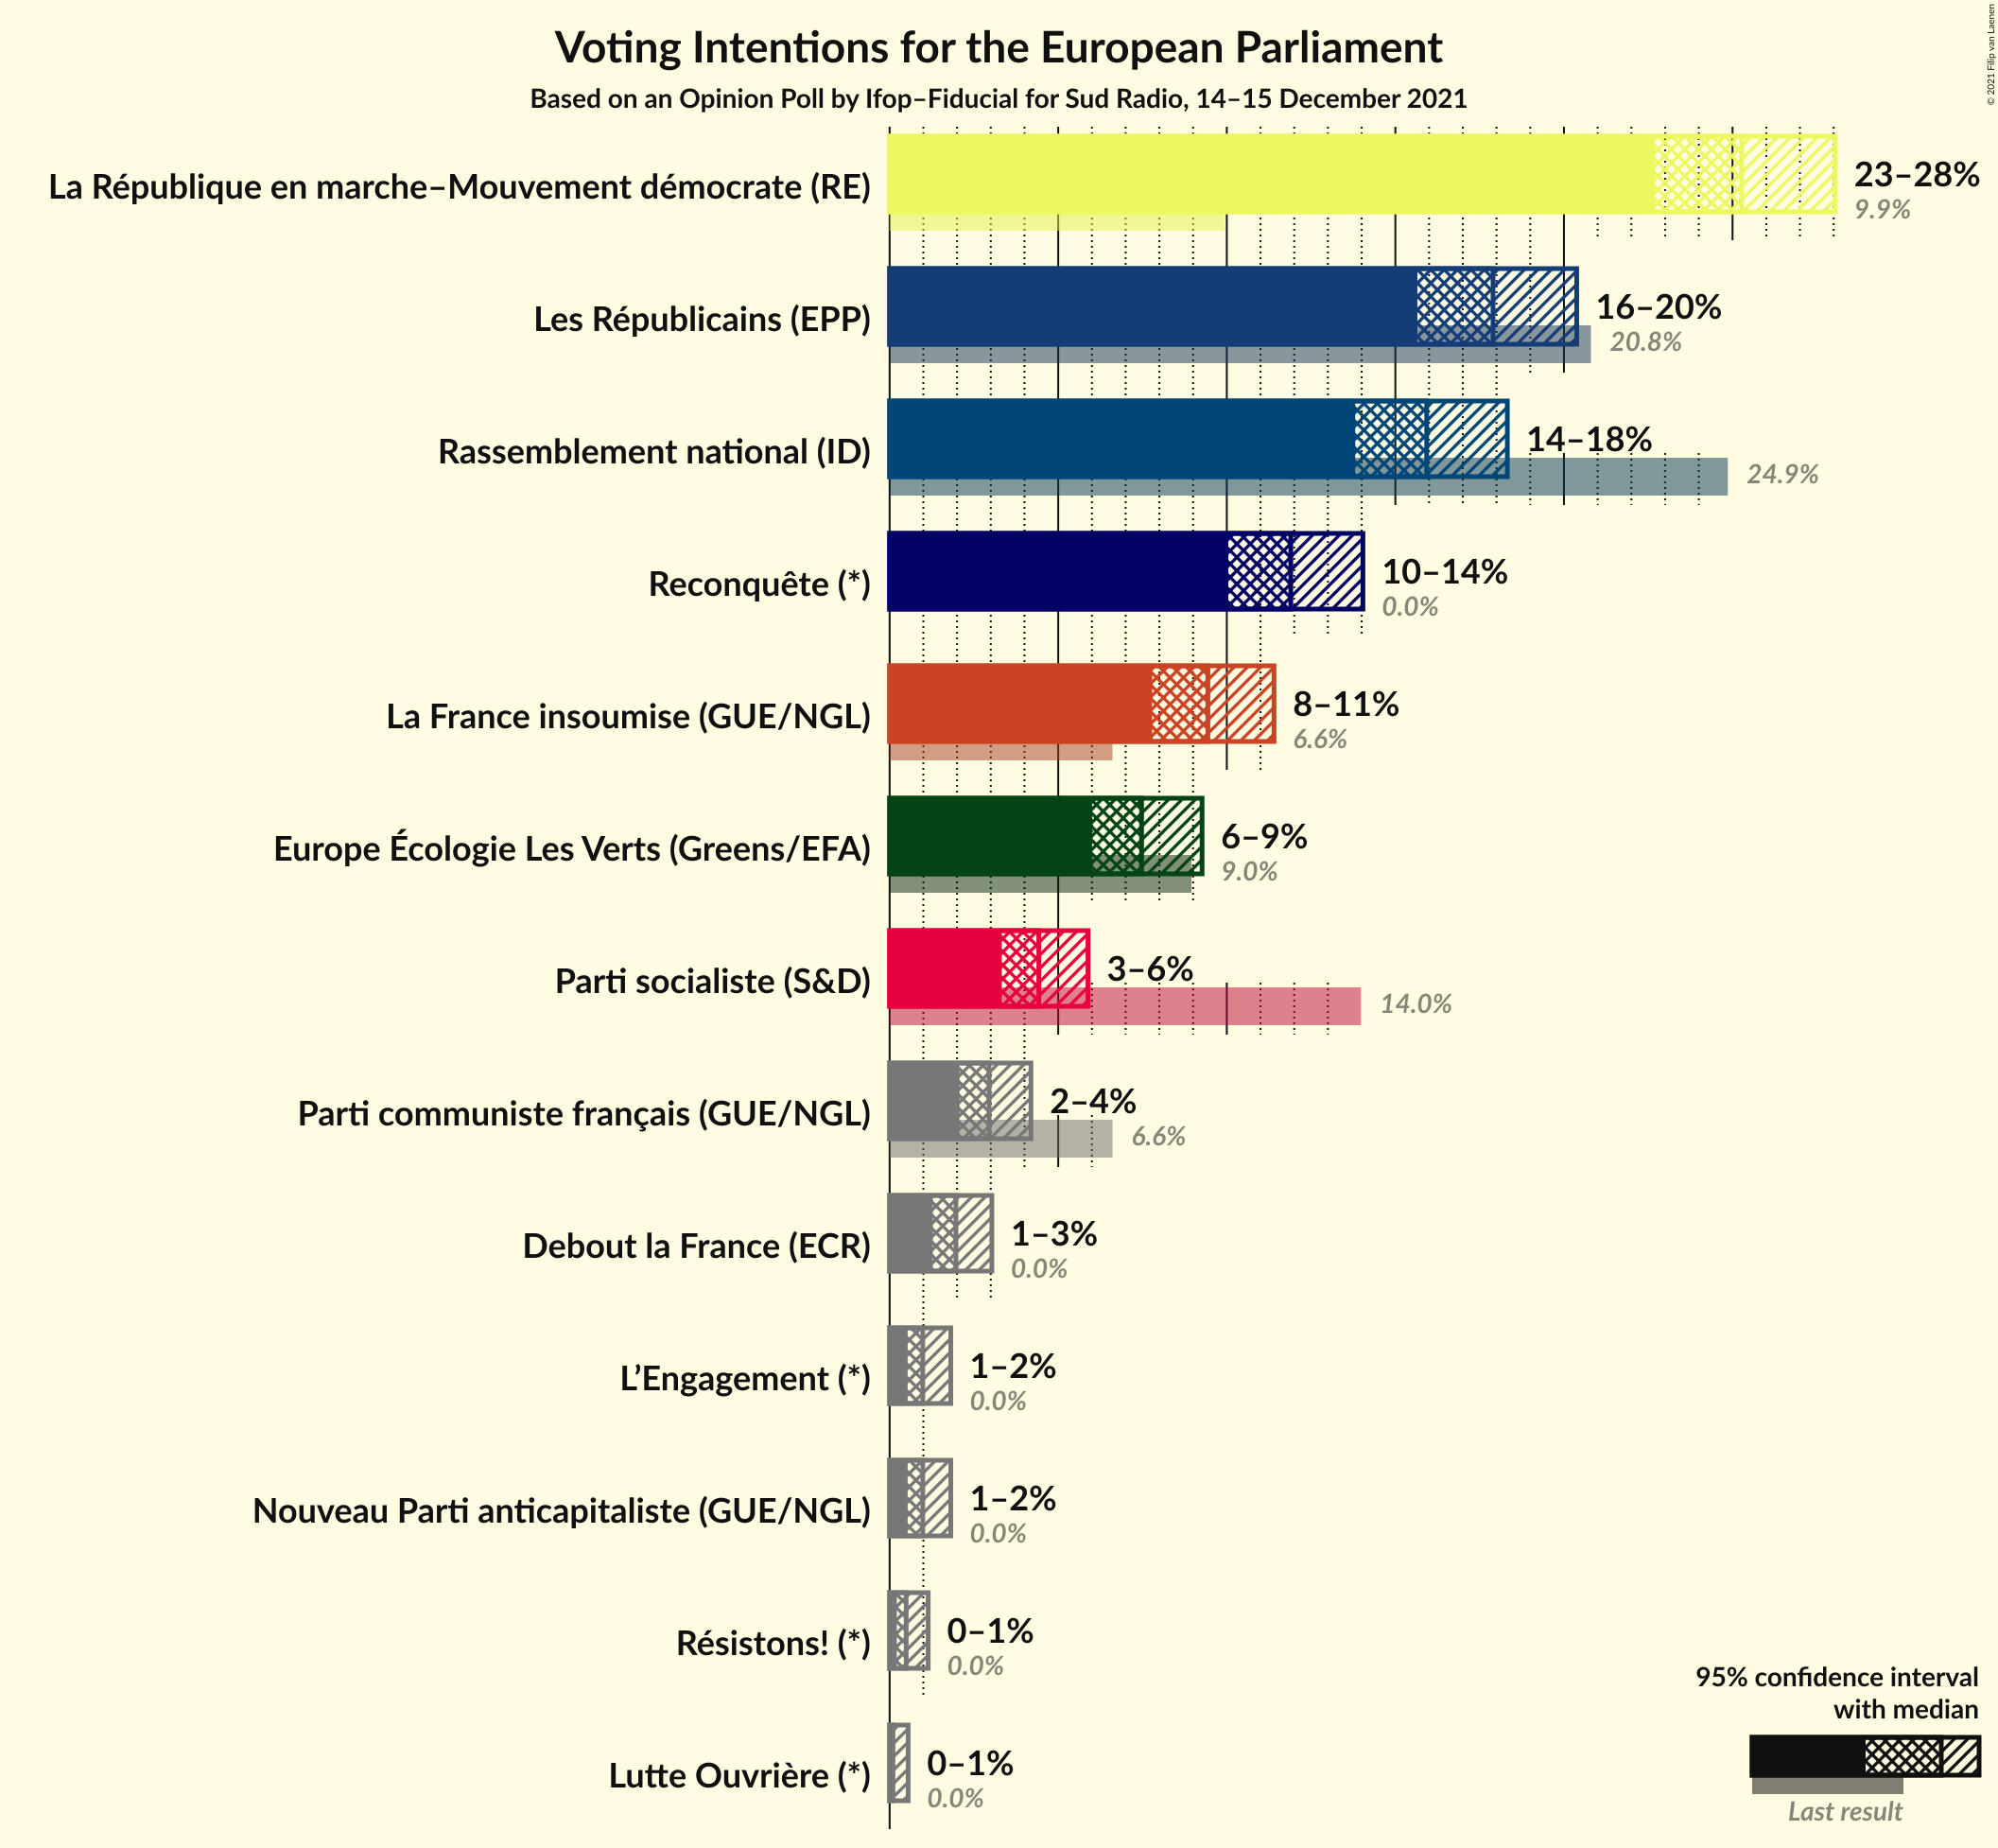 Voting Intentions for the European Parliament
Based on an Opinion Poll by Ifop–Fiducial for Sud Radio, 14–15 December 2021
© 2021 Filip van Laenen
La République en marche–Mouvement démocrate (RE)
23–28%
9.9%
Les Républicains (EPP)
16–20%
20.8%
Rassemblement national (ID)
14–18%
24.9%
Reconquête (*)
10–14%
0.0%
La France insoumise (GUE/NGL)
8–11%
6.6%
Europe Écologie Les Verts (Greens/EFA)
6–9%
9.0%
Parti socialiste (S&D)
3–6%
14.0%
Parti communiste français (GUE/NGL)
2–4%
6.6%
Debout la France (ECR)
1–3%
0.0%
L’Engagement (*)
1–2%
0.0%
Nouveau Parti anticapitaliste (GUE/NGL)
1–2%
0.0%
Résistons! (*)
0–1%
0.0%
Lutte Ouvrière (*)
0–1%
0.0%
95% confidence interval
with median
Last result